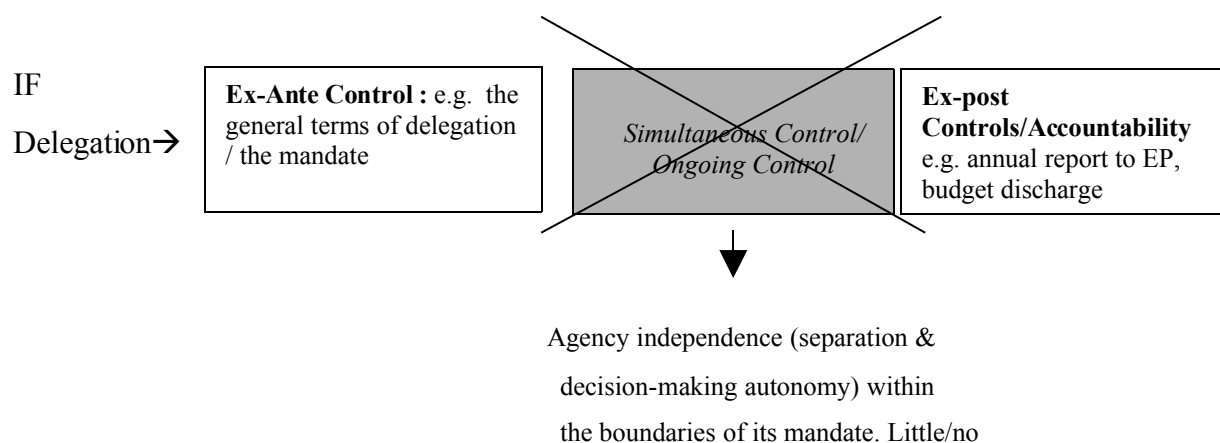 IF
Delegation→
Ex-Ante Control : e.g. the
general terms of delegation
/ the mandate
Simultaneous Control/
Ongoing Control
Ex-post
Controls/Accountability
e.g. annual report to EP,
budget discharge
Agency independence (separation &
decision-making autonomy) within
the boundaries of its mandate. Little/no